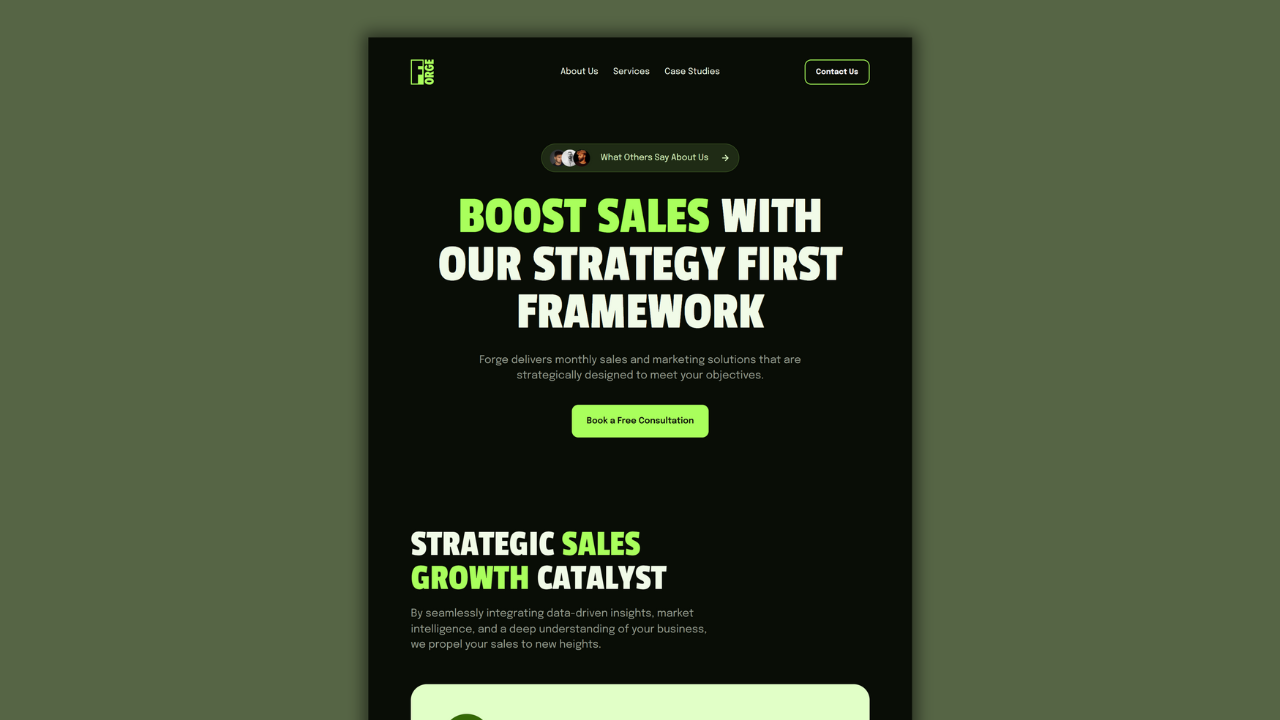 FORGE
About Us
Services
Case Studies
Contact Us
What Others Say About Us
BOOST SALES WITH
OUR STRATEGY FIRST
FRAMEWORK
Forge delivers monthly sales and marketing solutions that are
strategically designed to meet your objectives.
Book a Free Consultation
STRATEGIC SALES
GROWTH CATALYST
By seamlessly integrating data-driven insights, market
intelligence, and a deep understanding of your business,
we propel your sales to new heights.